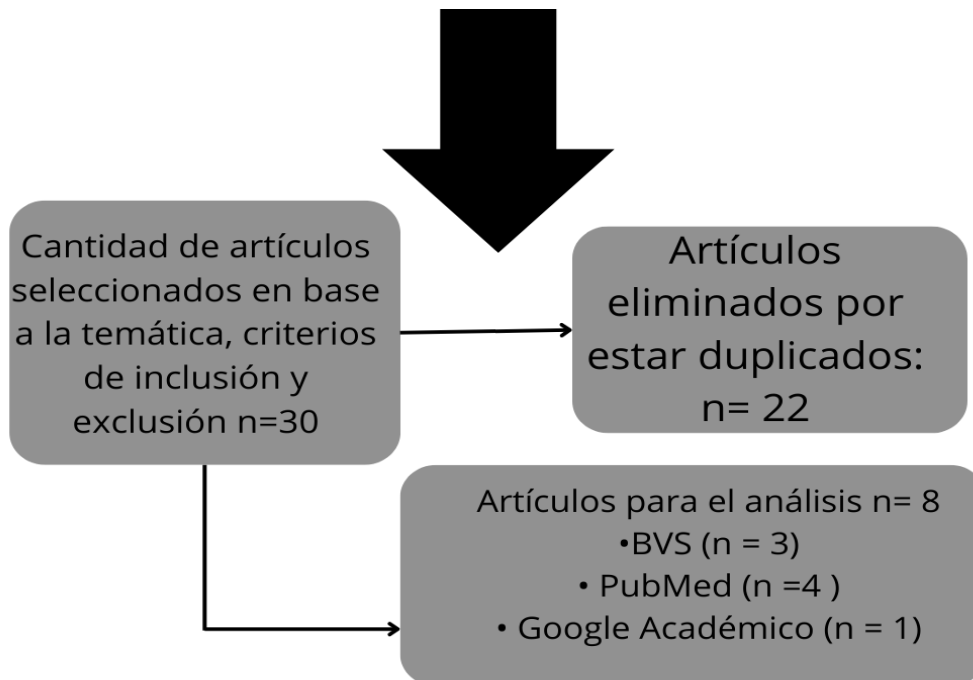 Cantidad de artículos
seleccionados en base
a la temática, criterios
de inclusión y
exclusión n=30
Artículos
eliminados por
estar duplicados:
n= 22
Artículos para el análisis n= 8
•BVS (n = 3)
• PubMed (n =4 )
• Google Académico (n = 1)